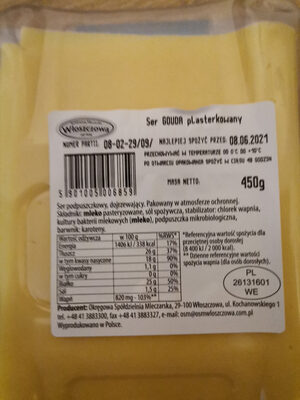 Włoszczowa
Ser GOUDA plasterkowany
NUMER PARTII: 08-02-29/09/ NAJLEPIEJ SPOŻYĆ PRZED: 08.06.2021
PRZECHOWYWAĆ W TEMPERATURZE OD 0°C DO +10°C
PO OTWARCIU OPAKOWANIA SPOŻYĆ W CIĄGU 48 GODZIN
5 901005 006859
MASA NETTO: 450g
Ser podpuszczkowy, dojrzewający. Pakowany w atmosferze ochronnej.
Składniki: mleko pasteryzowane, sól spożywcza, stabilizator: chlorek wapnia,
kultury bakterii mlekowych (mleko), podpuszczka mikrobiologiczna,
barwnik: karoteny.
Wartość odżywcza w 100 g %RWS*
Energia 1406 kJ / 338 kcal 17%
Tłuszcz 26 g 37%
w tym kwasy nasycone 18 g 90%
Węglowodany 1,1 g 0%
w tym cukry 0 g 0%
Białko 25 g 50%
Sól 1,5 g 25%
Wapń 820 mg - 103%**
*Referencyjna wartość spożycia dla
przeciętnej osoby dorosłej
(8 400 kJ / 2 000 kcal).
** Dzienne referencyjne wartości
spożycia wapnia (dla osób dorosłych).
PL
26131601
WE
Producent: Okręgowa Spółdzielnia Mleczarska, 29-100 Włoszczowa, ul. Kochanowskiego 1
tel. +48 41 3883300, fax +48 41 3883327, e-mail: osm@osmwloszczowa.com.pl
Wyprodukowano w Polsce.